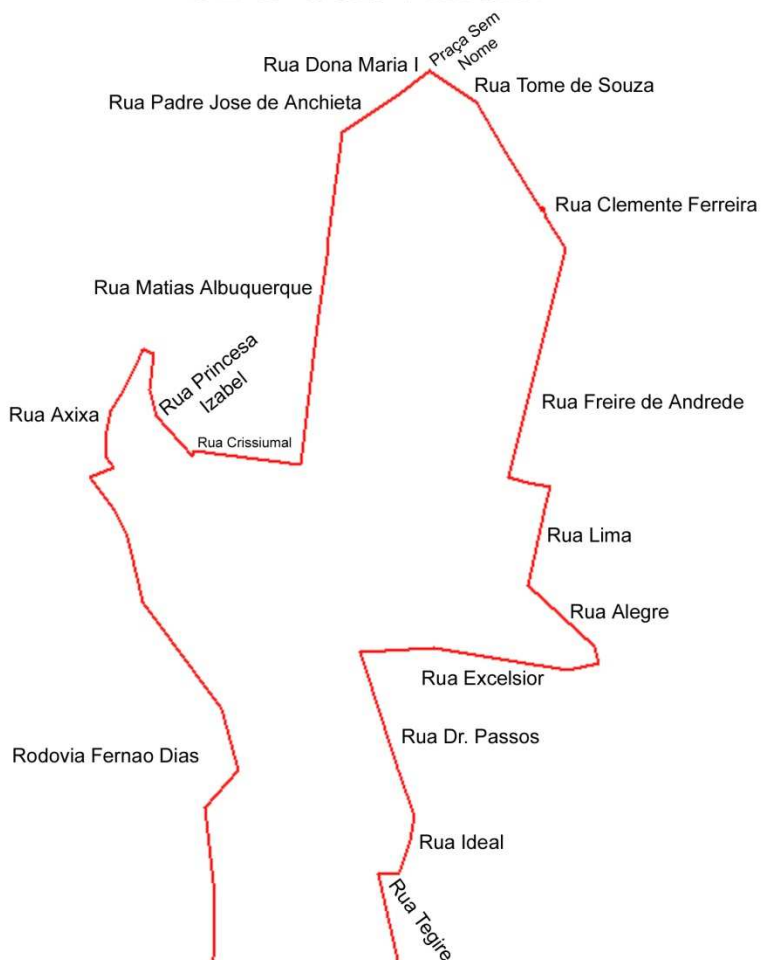 Praça Sem
Nome
Rua Dona Maria I
Rua Tome de Souza
Rua Padre Jose de Anchieta
Rua Clemente Ferreira
Rua Matias Albuquerque
Rua Princesa
Izabel
Rua Freire de Andrede
Rua Axixa
Rua Crissiumal
Rua Lima
Rua Alegre
Rua Excelsior
Rua Dr. Passos
Rodovia Fernao Dias
Rua Ideal
Rua Tegire